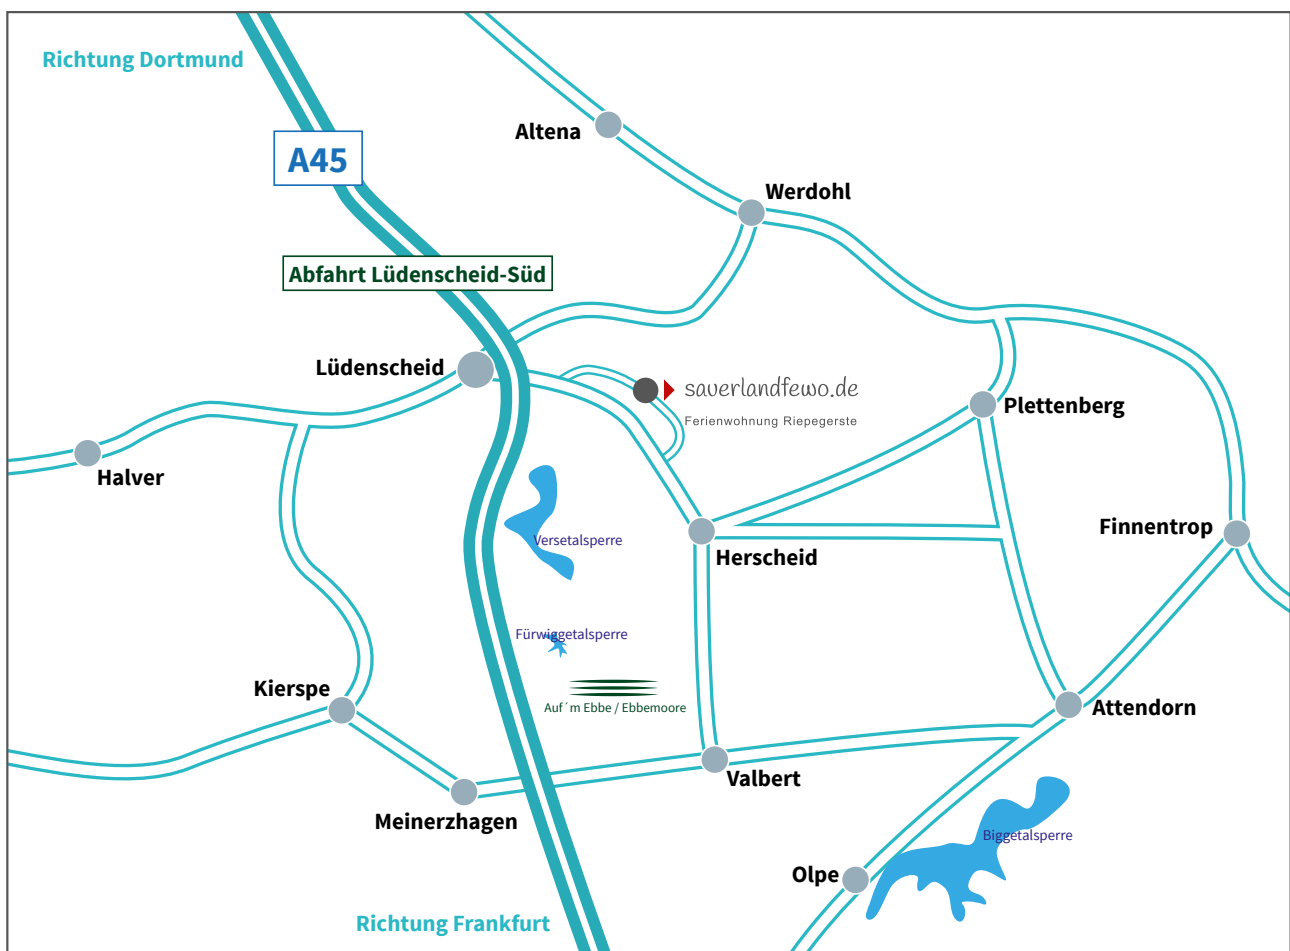 Richtung Dortmund
Altena
A45
Werdohl
Abfahrt Lüdenscheid-Süd
Lüdenscheid
sauerlandfewo.de
Ferienwohnung Riepegerste
Plettenberg
Halver
Finnentrop
Versetalsperre
Herscheid
Fürwiggetalsperre
Kierspe
Auf´m Ebbe / Ebbemoore
Attendorn
Valbert
Meinerzhagen
Biggetalsperre
Olpe
Richtung Frankfurt